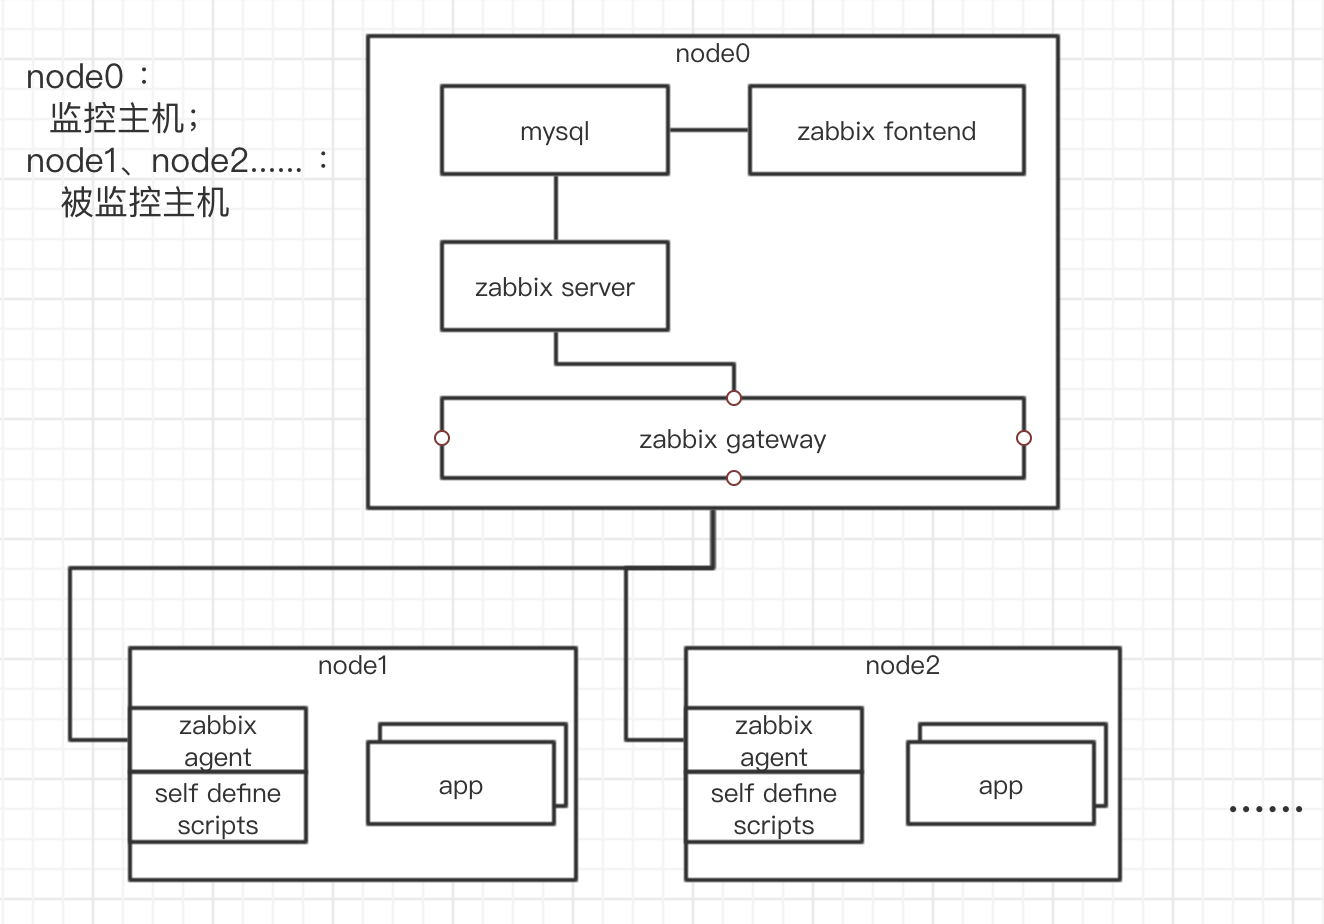 node0：
监控主机；
node1、node2......：
被监控主机
node0
mysql
zabbix fontend
zabbix server
zabbix gateway
node1
zabbix
agent
self define
scripts
app
node2
zabbix
agent
self define
scripts
app
......